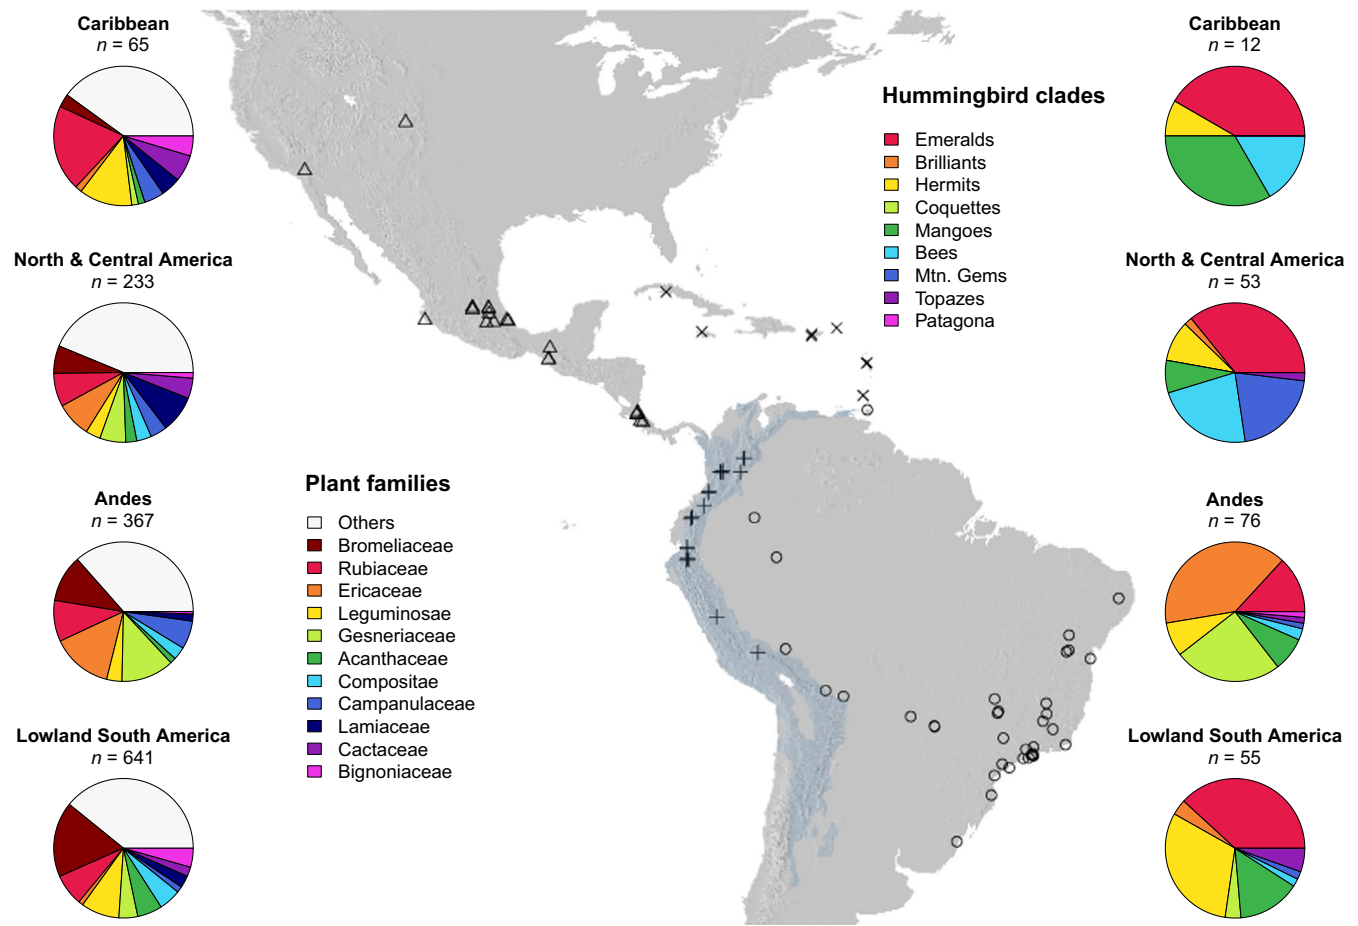 Caribbean
n = 65
North & Central America
n = 233
Andes
n = 367
Lowland South America
n = 641
Plant families
Others
Bromeliaceae
Rubiaceae
Ericaceae
Leguminosae
Gesneriaceae
Acanthaceae
Compositae
Campanulaceae
Lamiaceae
Cactaceae
Bignoniaceae
Hummingbird clades
Emeralds
Brilliants
Hermits
Coquettes
Mangoes
Bees
Mtn. Gems
Topazes
Patagona
Caribbean
n = 12
North & Central America
n = 53
Andes
n = 76
Lowland South America
n = 55